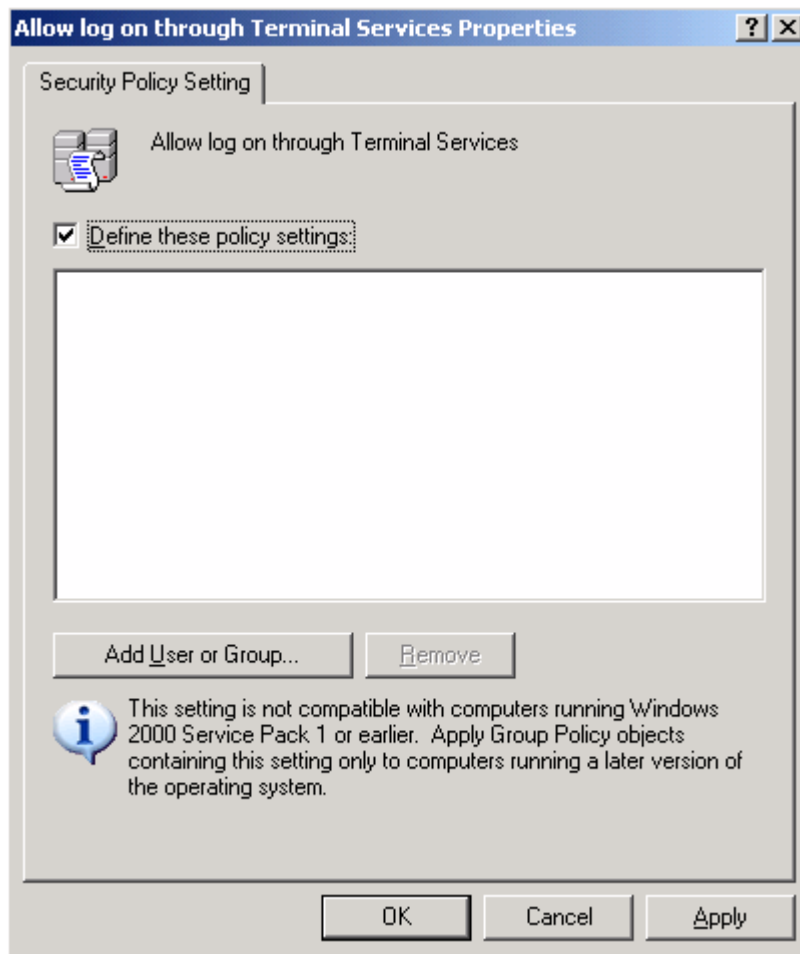 Allow log on through Terminal Services Properties
Security Policy Setting
Allow log on through Terminal Services
Define these policy settings:
Add User or Group...
Remove
This setting is not compatible with computers running Windows
2000 Service Pack 1 or earlier.  Apply Group Policy objects
containing this setting only to computers running a later version of
the operating system.
OK
Cancel
Apply